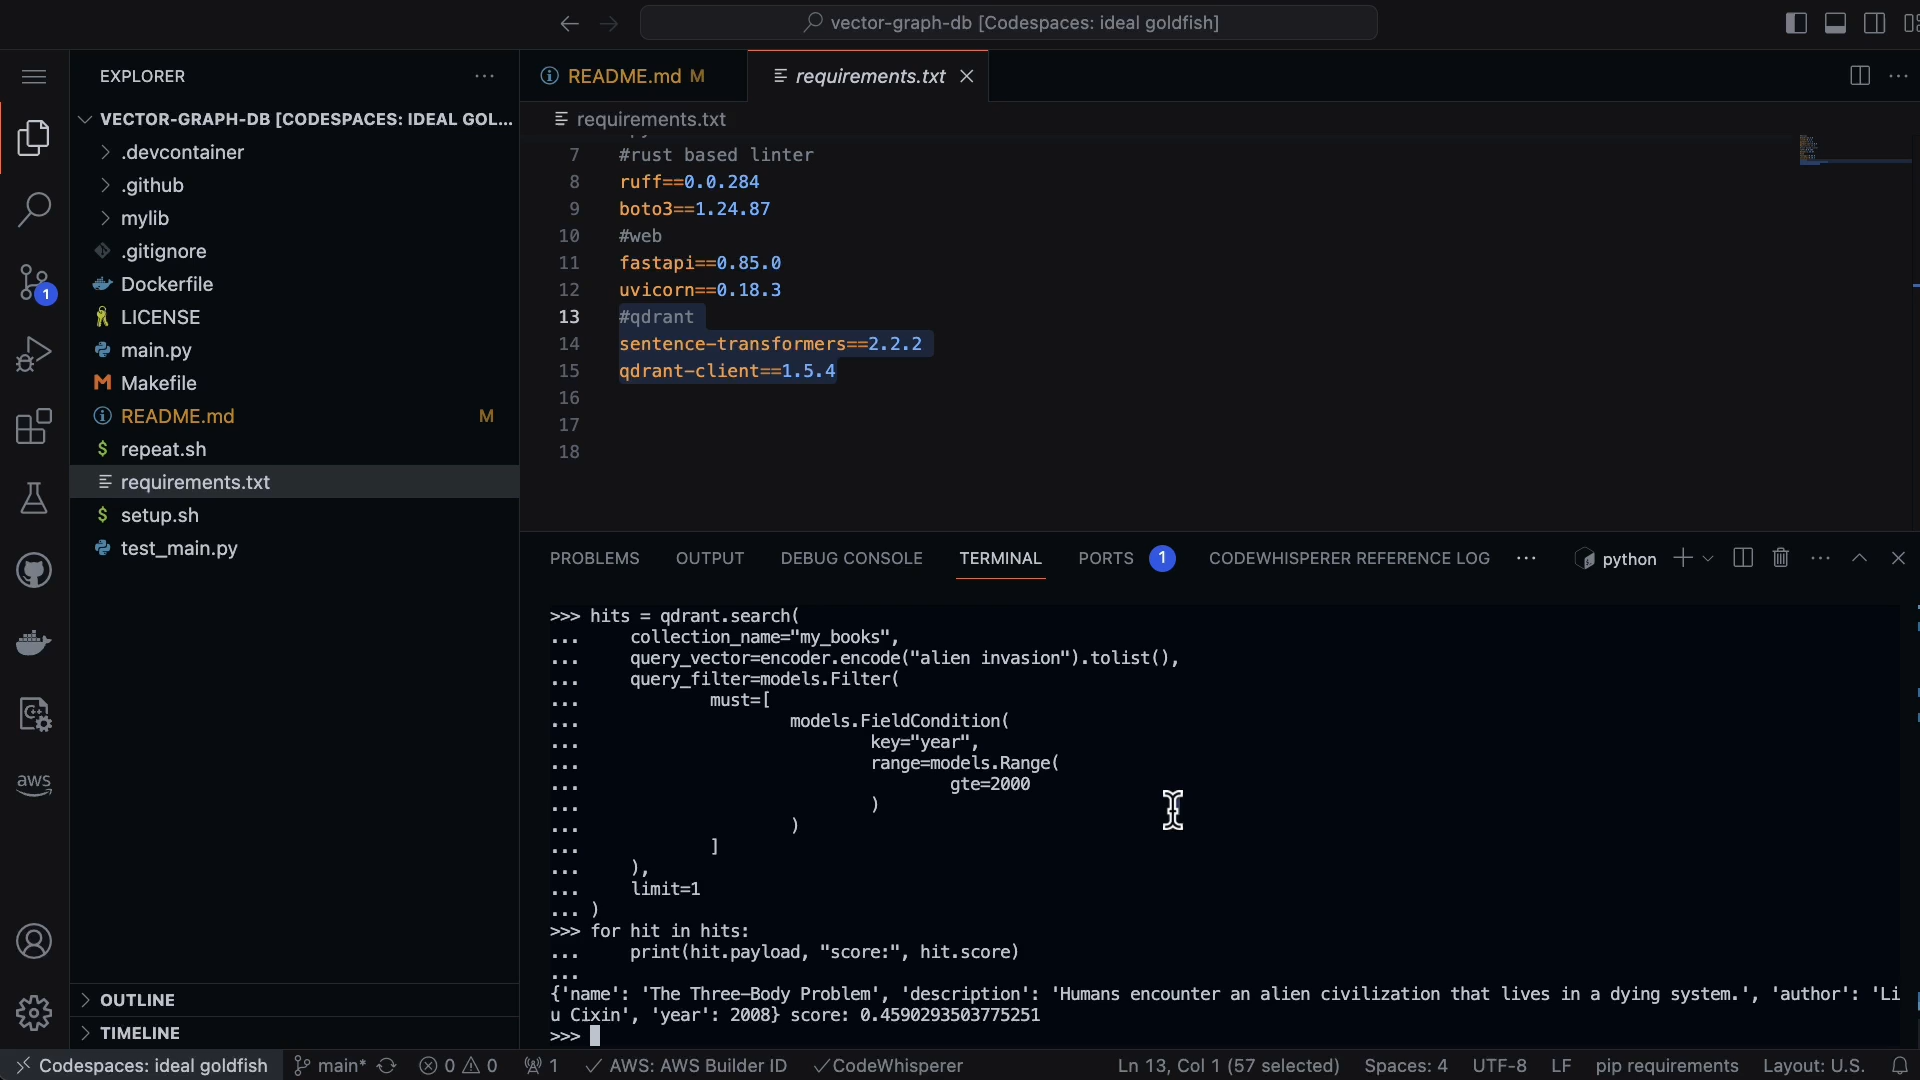 vector-graph-db [Codespaces: ideal goldfish]
EXPLORER
VECTOR-GRAPH-DB [CODESPACES: IDEAL GOL...
.devcontainer
.github
mylib
.gitignore
Dockerfile
LICENSE
main.py
Makefile
README.md M
repeat.sh
requirements.txt
setup.sh
test_main.py
OUTLINE
TIMELINE
README.md M
requirements.txt
requirements.txt
7 #rust based linter
8 ruff==0.0.284
9 boto3==1.24.87
10 #web
11 fastapi==0.85.0
12 uvicorn==0.18.3
13 #qdrant
14 sentence-transformers==2.2.2
15 qdrant-client==1.5.4
16
17
18
PROBLEMS OUTPUT DEBUG CONSOLE TERMINAL PORTS 1 CODEWHISPERER REFERENCE LOG ... python
>>> hits = qdrant.search(
...     collection_name="my_books",
...     query_vector=encoder.encode("alien invasion").tolist(),
...     query_filter=models.Filter(
...             must=[
...                     models.FieldCondition(
...                             key="year",
...                             range=models.Range(
...                                     gte=2000
...                             )
...                     )
...             ]
...     ),
...     limit=1
... )
>>> for hit in hits:
...     print(hit.payload, "score:", hit.score)
...
{'name': 'The Three-Body Problem', 'description': 'Humans encounter an alien civilization that lives in a dying system.', 'author': 'Li
u Cixin', 'year': 2008} score: 0.4590293503775251
>>>
1
aws
Codespaces: ideal goldfish main* 0 0 1 AWS: AWS Builder ID CodeWhisperer Ln 13, Col 1 (57 selected) Spaces: 4 UTF-8 LF pip requirements Layout: U.S.